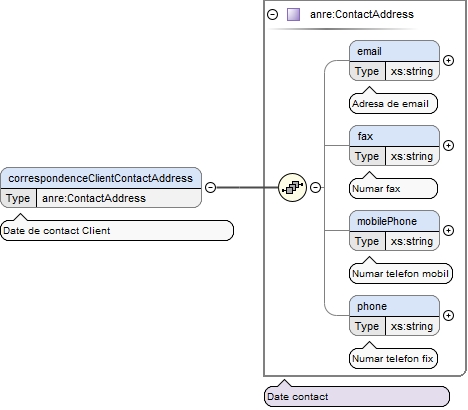 anre:ContactAddress
email
Type xs:string
Adresa de email
fax
Type xs:string
Numar fax
correspondenceClientContactAddress
Type anre:ContactAddress
Date de contact Client
mobilePhone
Type xs:string
Numar telefon mobil
phone
Type xs:string
Numar telefon fix
Date contact